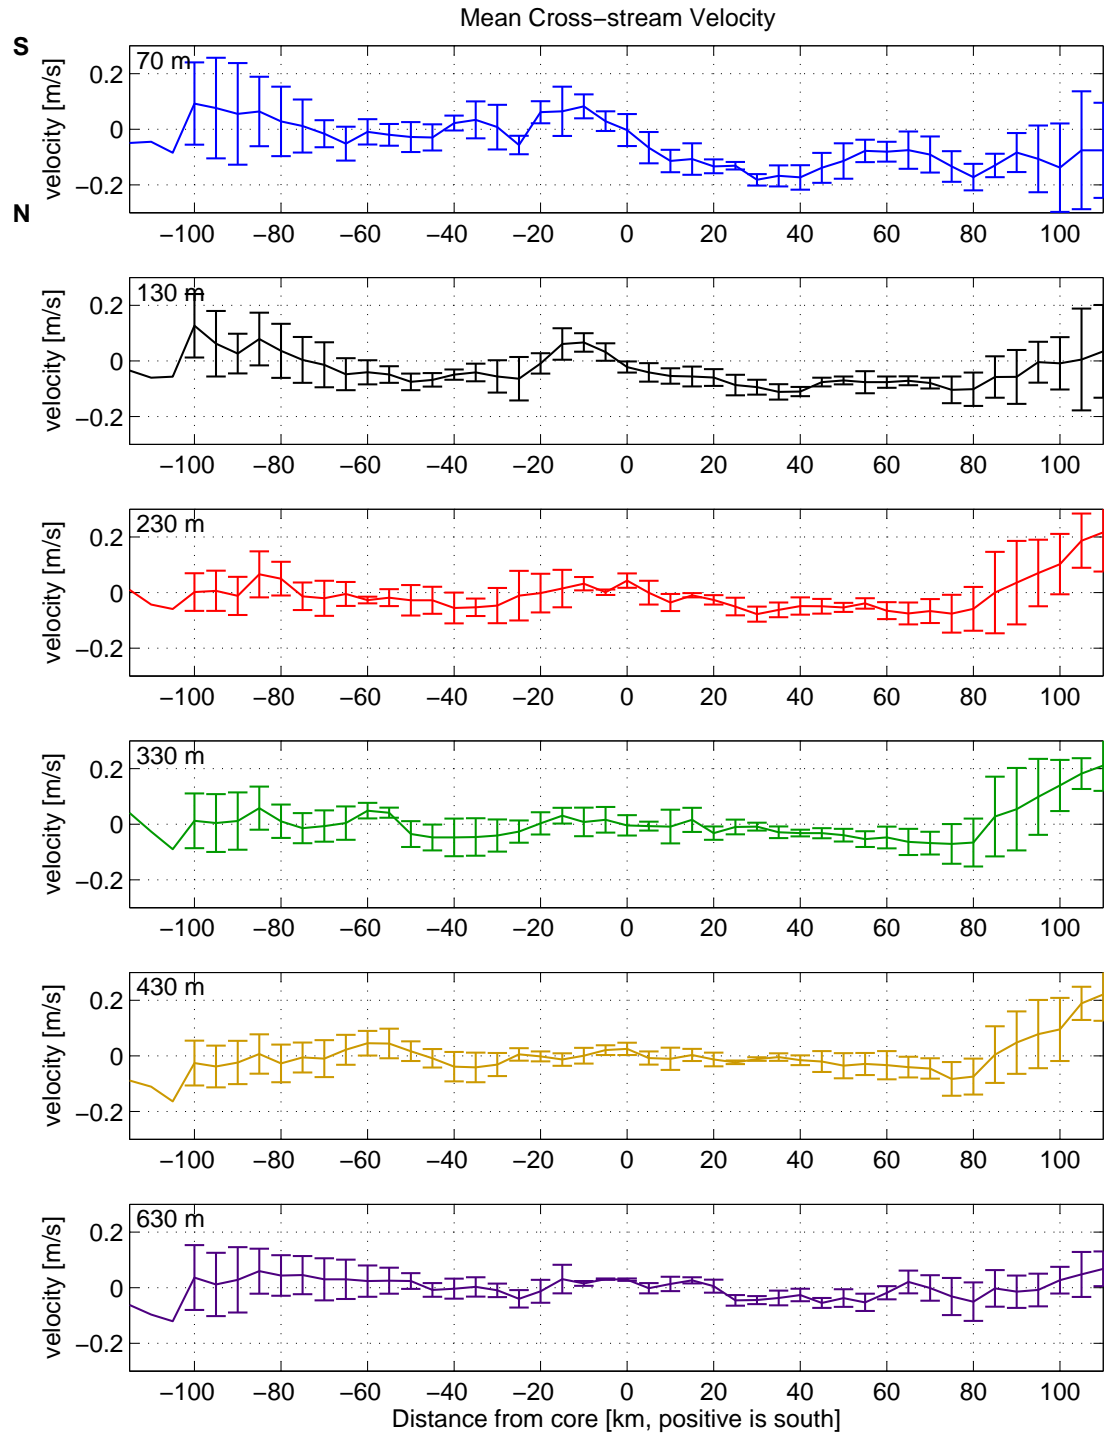 Mean Cross−stream Velocity
S
N
70 m
velocity [m/s]
0.2
0
−0.2
−100 −80 −60 −40 −20 0 20 40 60 80 100
130 m
velocity [m/s]
0.2
0
−0.2
−100 −80 −60 −40 −20 0 20 40 60 80 100
230 m
velocity [m/s]
0.2
0
−0.2
−100 −80 −60 −40 −20 0 20 40 60 80 100
330 m
velocity [m/s]
0.2
0
−0.2
−100 −80 −60 −40 −20 0 20 40 60 80 100
430 m
velocity [m/s]
0.2
0
−0.2
−100 −80 −60 −40 −20 0 20 40 60 80 100
630 m
velocity [m/s]
0.2
0
−0.2
−100 −80 −60 −40 −20 0 20 40 60 80 100
Distance from core [km, positive is south]